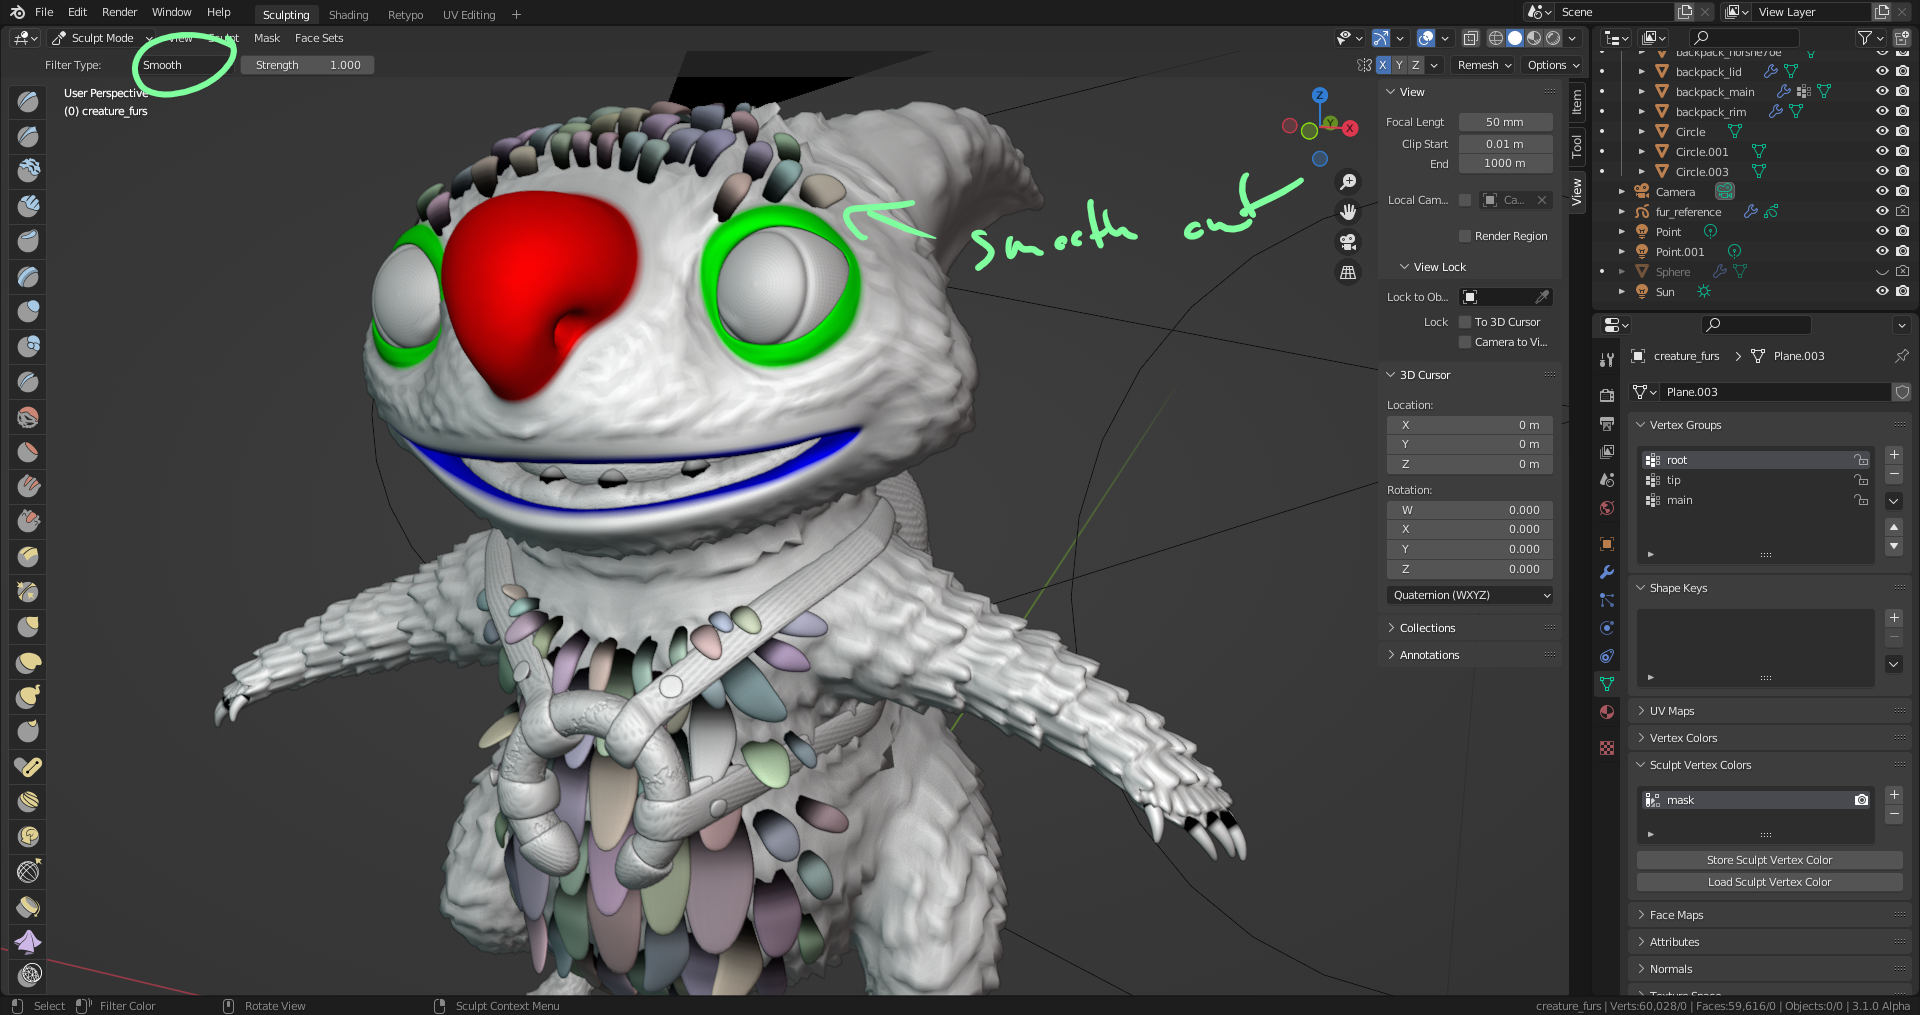 File Edit Render Window Help Sculpting Shading Retypo UV Editing + Scene View Layer
Sculpt Mode View Sculpt Mask Face Sets
Filter Type: Smooth Strength 1.000 X Y Z Remesh Options
User Perspective
(0) creature_furs
smooth out
View
Focal Lengt 50 mm
Clip Start 0.01 m
End 1000 m
Local Cam... Ca...
Render Region
View Lock
Lock to Ob...
Lock To 3D Cursor
Camera to Vi...
3D Cursor
Location:
X 0 m
Y 0 m
Z 0 m
Rotation:
W 0.000
X 0.000
Y 0.000
Z 0.000
Quaternion (WXYZ)
Collections
Annotations
Item
Tool
View
Z
Y
X
backpack_lid
backpack_main
backpack_rim
Circle
Circle.001
Circle.003
Camera
fur_reference
Point
Point.001
Sphere
Sun
creature_furs Plane.003
Plane.003
Vertex Groups
root
tip
main
Shape Keys
UV Maps
Vertex Colors
Sculpt Vertex Colors
mask
Store Sculpt Vertex Color
Load Sculpt Vertex Color
Face Maps
Attributes
Normals
Texture Space
Select Filter Color Rotate View Sculpt Context Menu
creature_furs | Verts:60,028/0 | Faces:59,616/0 | Objects:0/0 | 3.1.0 Alpha